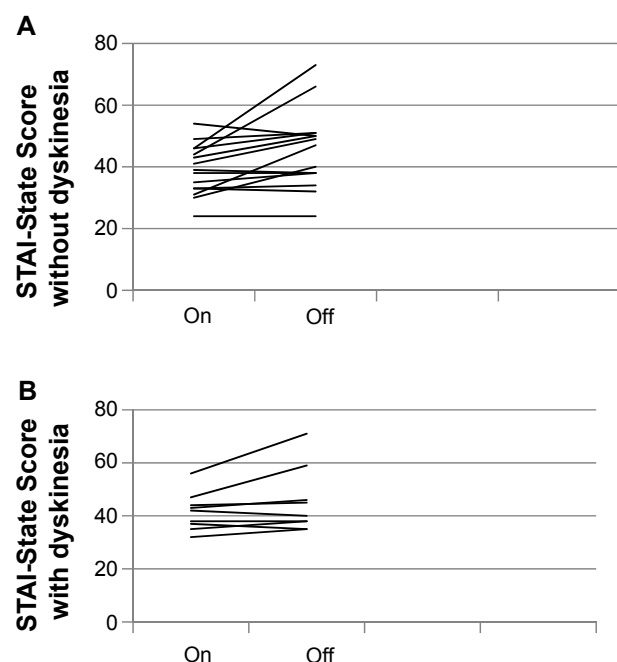 A
STAI-State Score
without dyskinesia
80
60
40
20
0
On Off
B
STAI-State Score
with dyskinesia
80
60
40
20
0
On Off